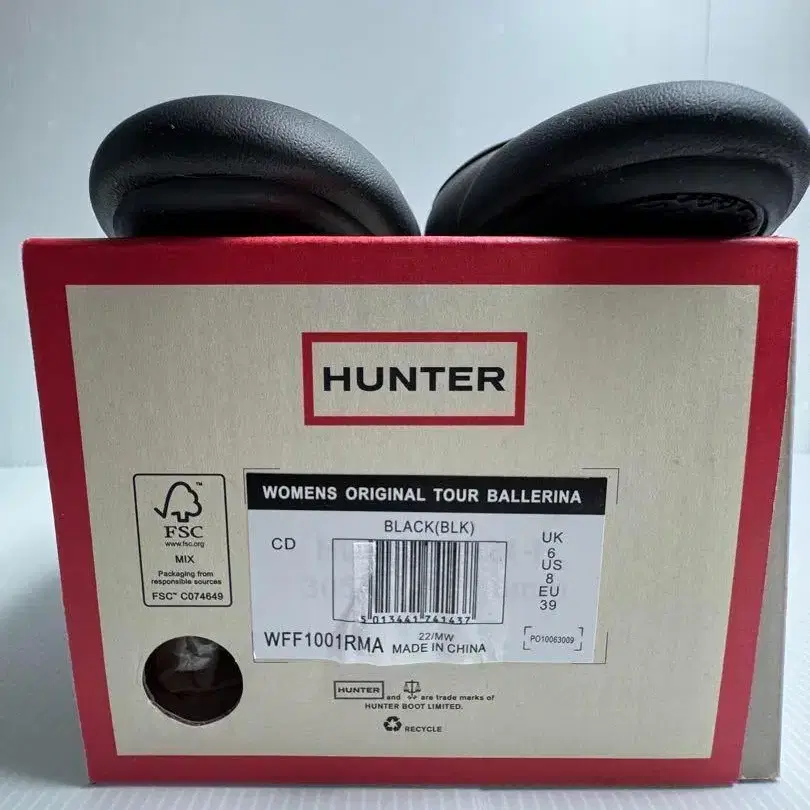 HUNTER
FSC™
www.fsc.org
MIX
Packaging from
responsible sources
FSC™ C074649
WOMENS ORIGINAL TOUR BALLERINA
BLACK(BLK)
CD
UK
6
US
8
EU
39
5 013441 741437
WFF1001RMA
22/MW
MADE IN CHINA
PO10063009
HUNTER and are trade marks of
HUNTER BOOT LIMITED.
RECYCLE